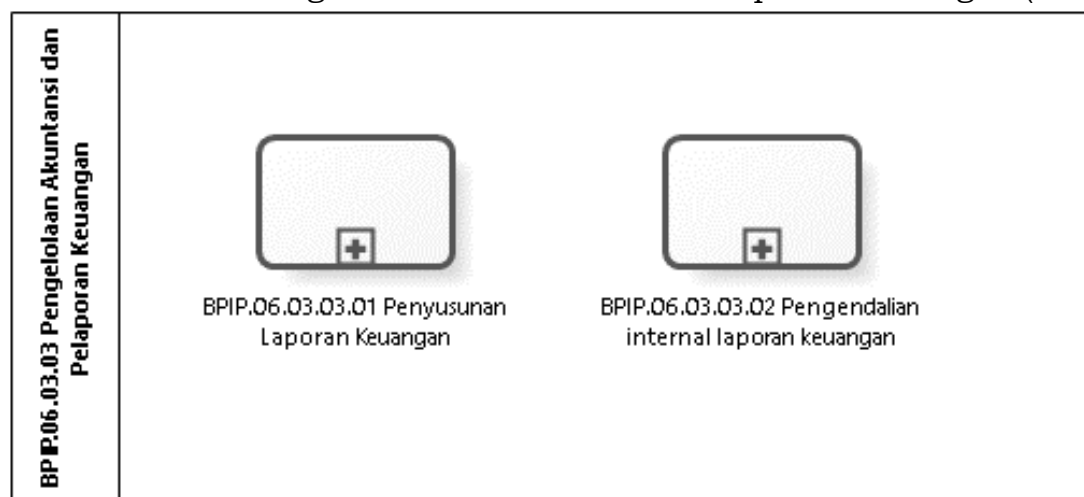 BPIP.06.03.03 Pengelolaan Akuntansi dan
Pelaporan Keuangan
BPIP.06.03.03.01 Penyusunan
Laporan Keuangan
BPIP.06.03.03.02 Pengendalian
internal laporan keuangan